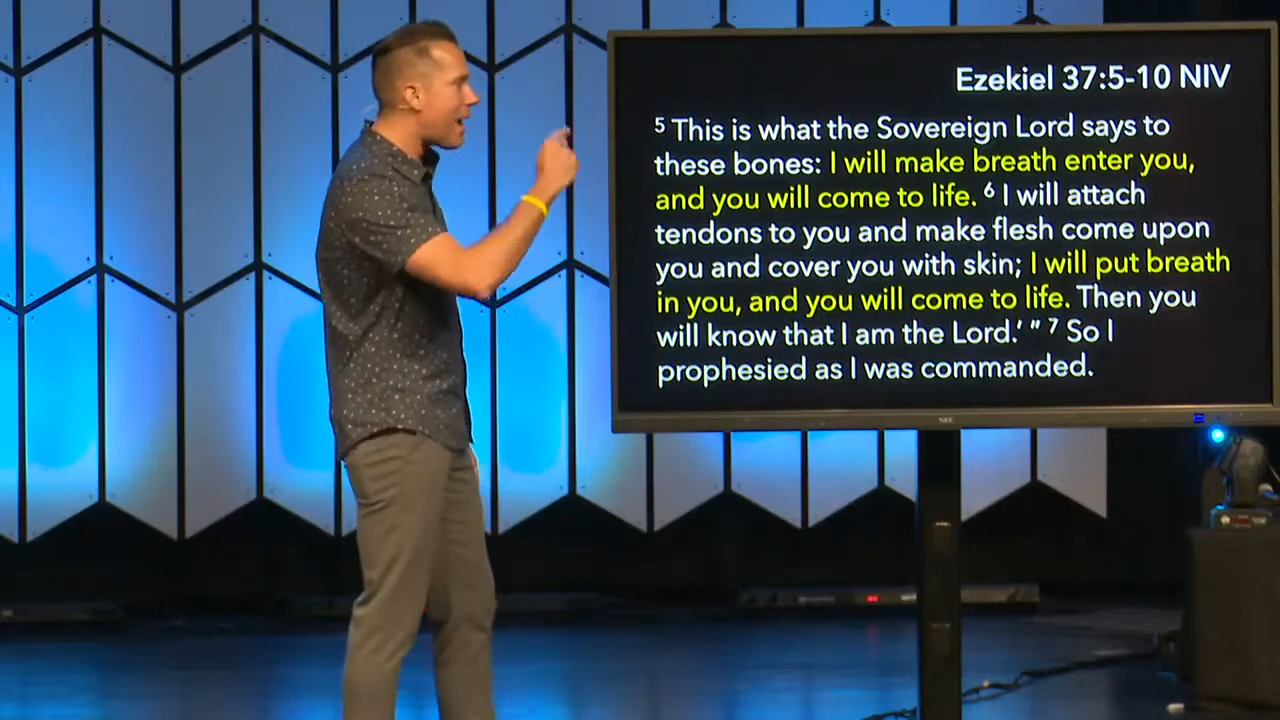 Ezekiel 37:5-10 NIV
⁵ This is what the Sovereign Lord says to
these bones: I will make breath enter you,
and you will come to life. ⁶ I will attach
tendons to you and make flesh come upon
you and cover you with skin; I will put breath
in you, and you will come to life. Then you
will know that I am the Lord.’ ” ⁷ So I
prophesied as I was commanded.
NEC